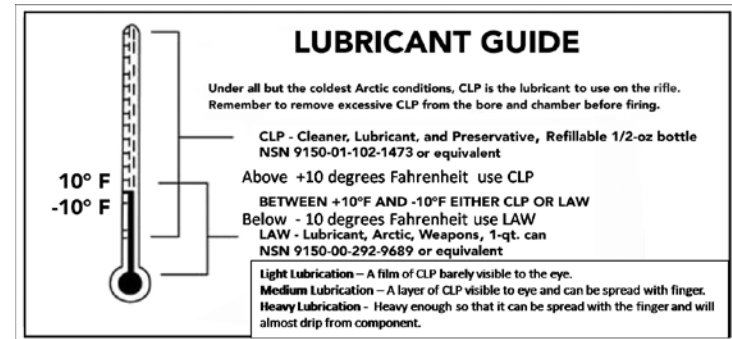 LUBRICANT GUIDE
Under all but the coldest Arctic conditions, CLP is the lubricant to use on the rifle.
Remember to remove excessive CLP from the bore and chamber before firing.
CLP - Cleaner, Lubricant, and Preservative, Refillable 1/2-oz bottle
NSN 9150-01-102-1473 or equivalent
10° F
Above +10 degrees Fahrenheit use CLP
-10° F
BETWEEN +10°F AND -10°F EITHER CLP OR LAW
Below - 10 degrees Fahrenheit use LAW
LAW - Lubricant, Arctic, Weapons, 1-qt. can
NSN 9150-00-292-9689 or equivalent
Light Lubrication – A film of CLP barely visible to the eye.
Medium Lubrication – A layer of CLP visible to eye and can be spread with finger.
Heavy Lubrication - Heavy enough so that it can be spread with the finger and will
almost drip from component.